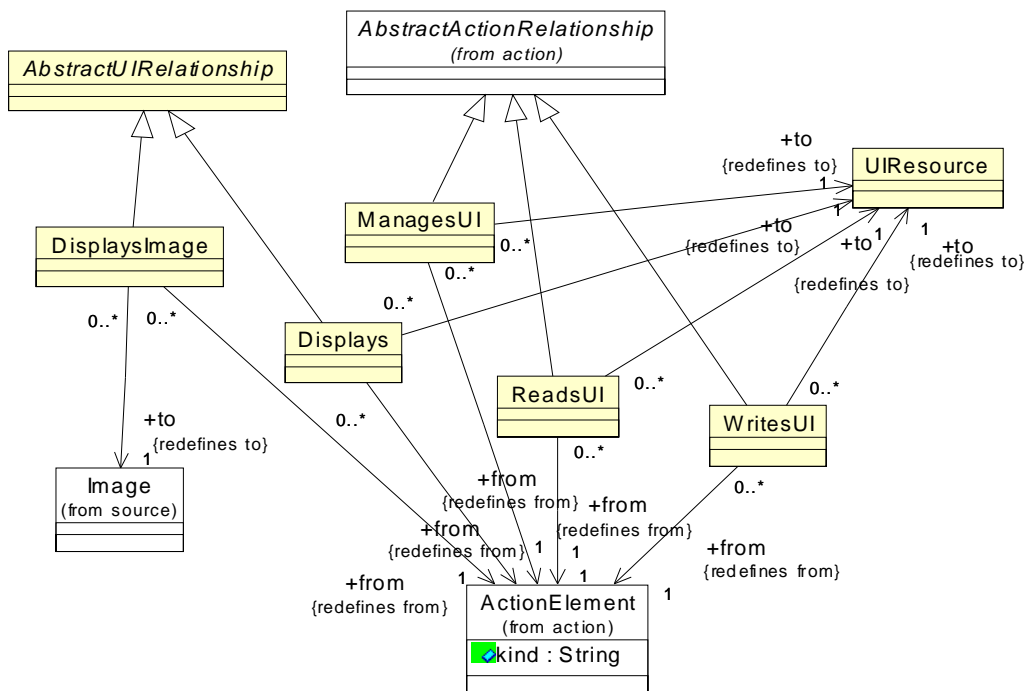 AbstractActionRelationship
(from action)
AbstractUIRelationship
+to
{redefines to}
1
UIResource
ManagesUI
0..*
0..*
DisplaysImage
0..*
0..*
+to
{redefines to}
1
+to
{redefines to}
1
+to
{redefines to}
1
Displays
0..*
0..*
ReadsUI
0..*
0..*
WritesUI
0..*
0..*
+to
{redefines to}
1
Image
(from source)
+from
{redefines from}
1
+from
{redefines from}
1
+from
{redefines from}
1
+from
{redefines from}
1
+from
{redefines from}
1
ActionElement
(from action)
kind : String